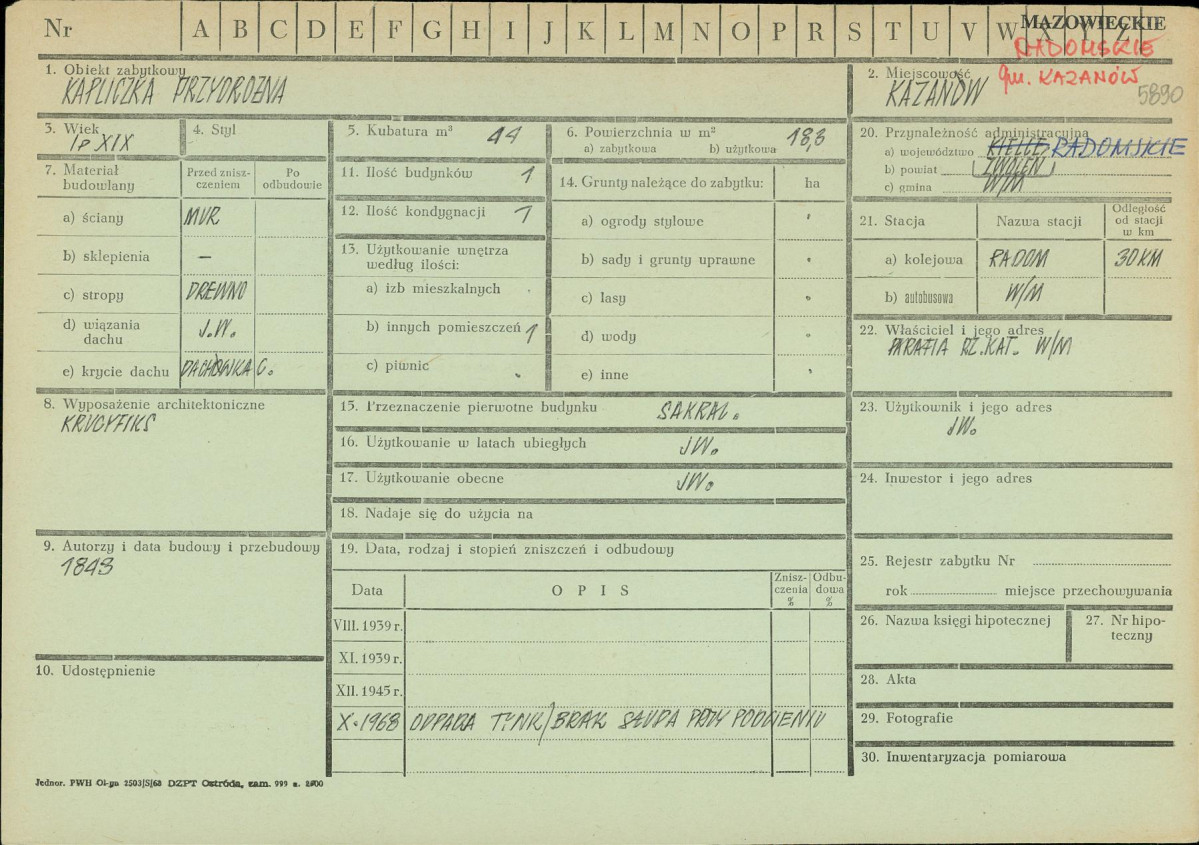 Nr A B C D E F G H I J K L M N O P R S T U V W X Y Z
MAZOWIECKIE
RADOMSKIE
gm. KAZANÓW
5890
1. Obiekt zabytkowy
KAPLICZKA PRZYDROŻNA
2. Miejscowość
KAZANÓW
3. Wiek
I p XIX
4. Styl
5. Kubatura m³ 44
6. Powierzchnia w m²
a) zabytkowa b) użytkowa 18,3
7. Materiał budowlany
Przed zniszczeniem
Po odbudowie
a) ściany MUR
b) sklepienia —
c) stropy DREWNO
d) wiązania dachu J.W.
e) krycie dachu DACHÓWKA C.
8. Wyposażenie architektoniczne
KRUCYFIKS
9. Autorzy i data budowy i przebudowy
1843
10. Udostępnienie
11. Ilość budynków 1
12. Ilość kondygnacji 1
13. Użytkowanie wnętrza
według ilości:
a) izb mieszkalnych
b) innych pomieszczeń 1
c) piwnic
14. Grunty należące do zabytku: ha
a) ogrody stylowe
b) sady i grunty uprawne
c) lasy
d) wody
e) inne
15. Przeznaczenie pierwotne budynku SAKRAL.
16. Użytkowanie w latach ubiegłych JW.
17. Użytkowanie obecne JW.
18. Nadaje się do użycia na
19. Data, rodzaj i stopień zniszczeń i odbudowy
Data OPIS Zniszczenia % Odbudowa %
VIII. 1939 r.
XI. 1939 r.
XII. 1945 r.
X. 1968 ODPADA TYNK/BRAK SŁUPA PRZY PODCIENIU
20. Przynależność administracyjna
a) województwo KIELCE RADOMSKIE
b) powiat ZWOLEŃ
c) gmina W/M
21. Stacja Nazwa stacji Odległość od stacji w km
a) kolejowa RADOM 30 KM
b) autobusowa W/M
22. Właściciel i jego adres
PARAFIA RZ.KAT. W/M
23. Użytkownik i jego adres
JW.
24. Inwestor i jego adres
25. Rejestr zabytku Nr
rok miejsce przechowywania
26. Nazwa księgi hipotecznej
27. Nr hipoteczny
28. Akta
29. Fotografie
30. Inwentaryzacja pomiarowa
Jednor. PWH Ol-yn 2503/S/68 DZPT Ostróda, zam. 999 n. 2500